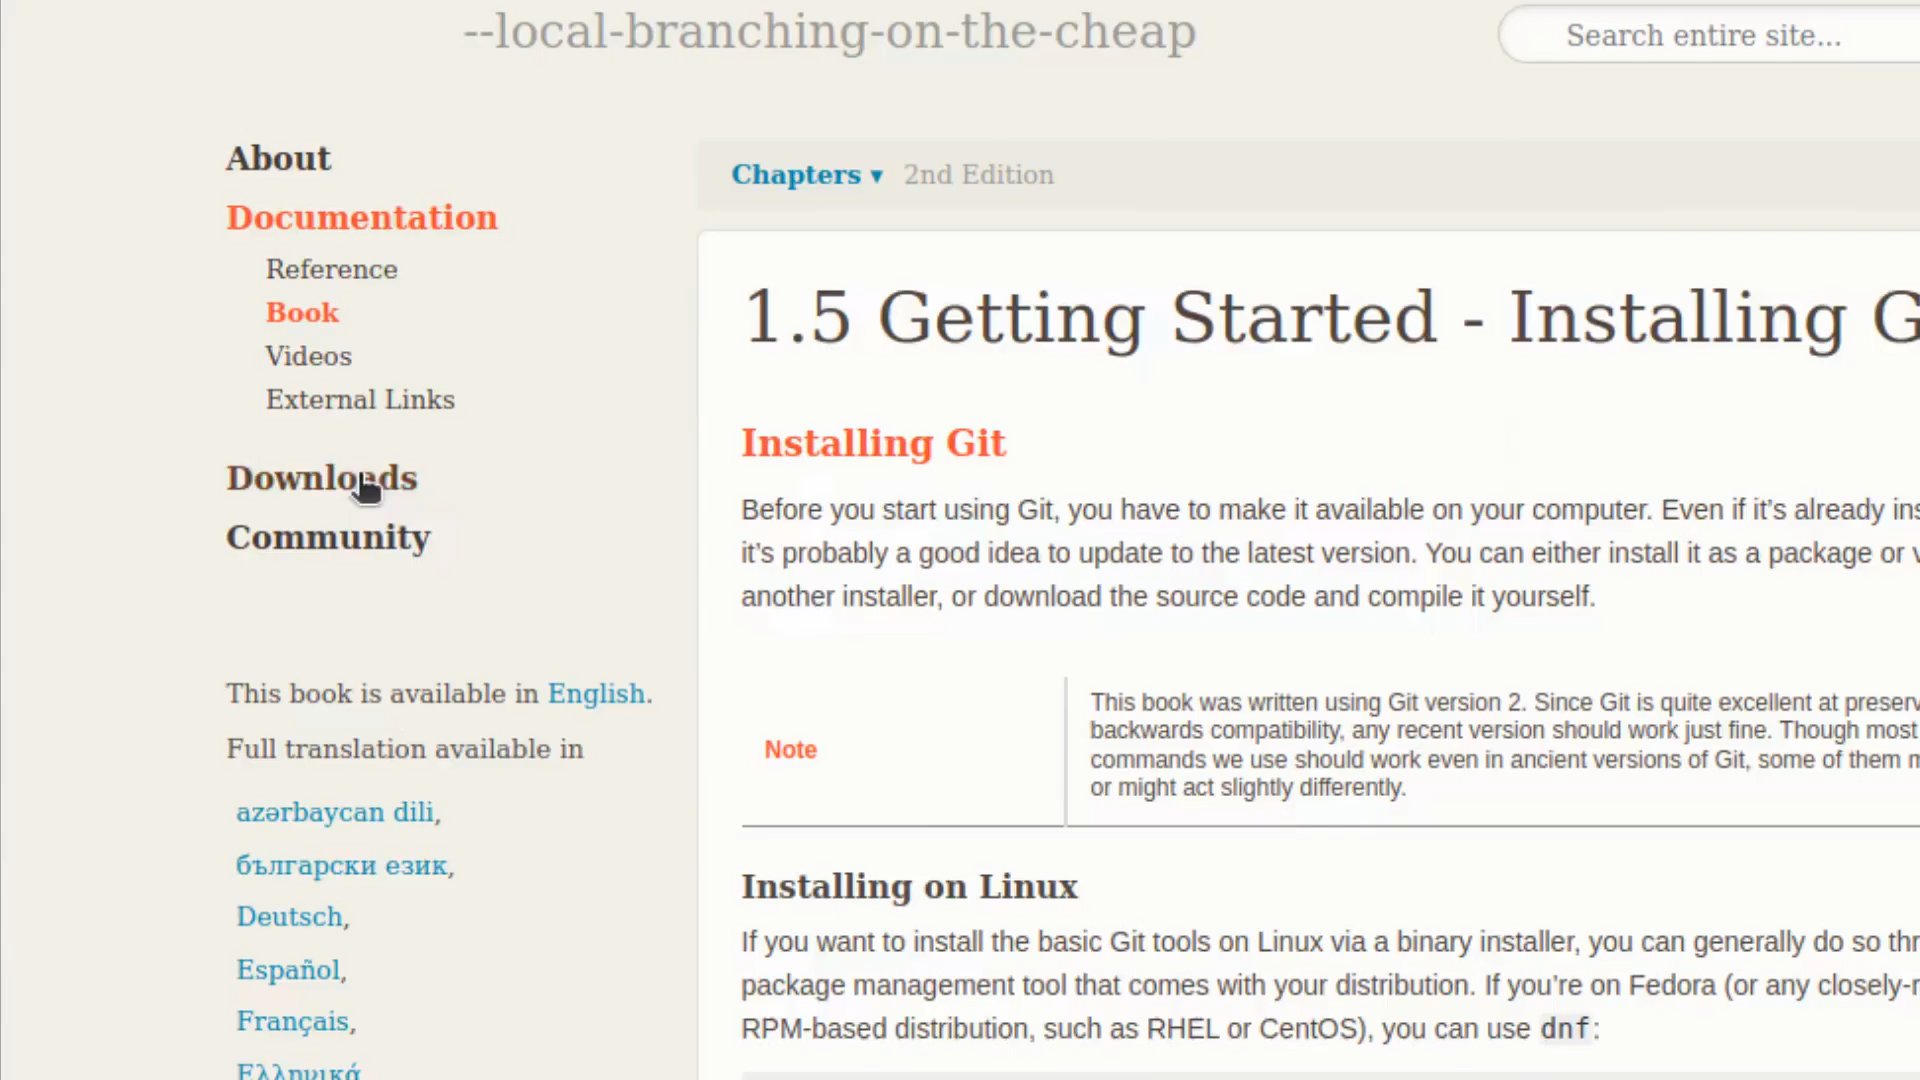 --local-branching-on-the-cheap
Search entire site...
About
Documentation
Reference
Book
Videos
External Links
Downloads
Community
This book is available in English.
Full translation available in
azərbaycan dili,
български език,
Deutsch,
Español,
Français,
Ελληνικά
Chapters ▾ 2nd Edition
1.5 Getting Started - Installing G
Installing Git
Before you start using Git, you have to make it available on your computer. Even if it’s already ins
it’s probably a good idea to update to the latest version. You can either install it as a package or v
another installer, or download the source code and compile it yourself.
Note
This book was written using Git version 2. Since Git is quite excellent at preserv
backwards compatibility, any recent version should work just fine. Though most
commands we use should work even in ancient versions of Git, some of them m
or might act slightly differently.
Installing on Linux
If you want to install the basic Git tools on Linux via a binary installer, you can generally do so thr
package management tool that comes with your distribution. If you’re on Fedora (or any closely-r
RPM-based distribution, such as RHEL or CentOS), you can use dnf: